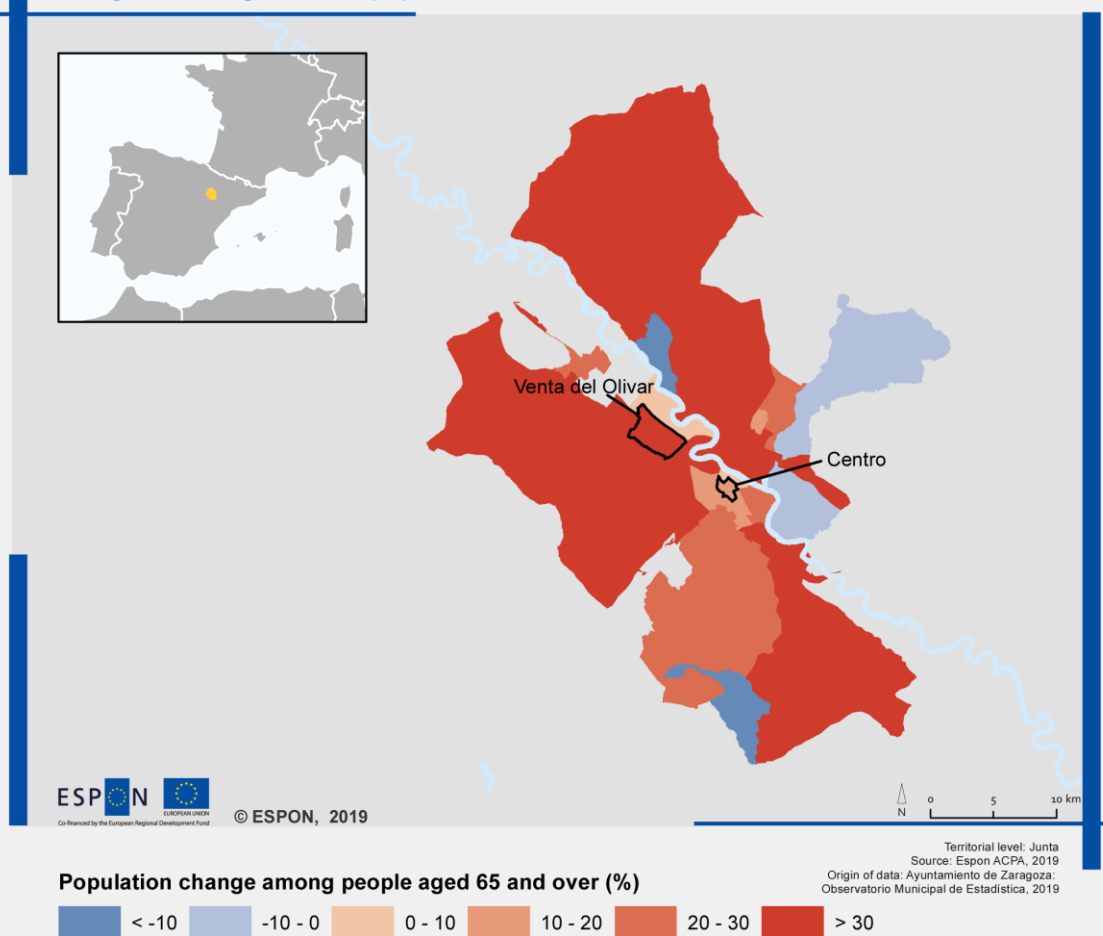 Venta del Olivar
Centro
ESPON
EUROPEAN UNION
Co-financed by the European Regional Development Fund
© ESPON, 2019
N
0 5 10 km
Territorial level: Junta
Source: Espon ACPA, 2019
Origin of data: Ayuntamiento de Zaragoza:
Observatorio Municipal de Estadística, 2019
Population change among people aged 65 and over (%)
< -10 -10 - 0 0 - 10 10 - 20 20 - 30 > 30